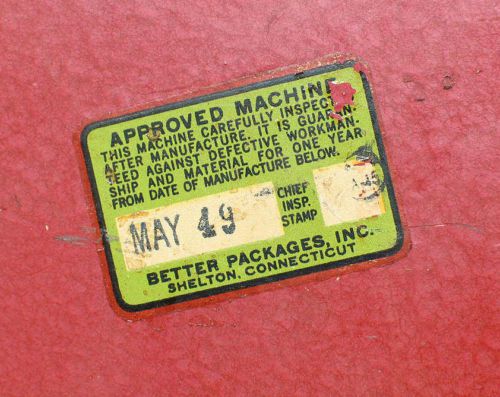 APPROVED MACHINE
THIS MACHINE CAREFULLY INSPECTED
AFTER MANUFACTURE. IT IS GUARAN-
TEED AGAINST DEFECTIVE WORKMAN-
SHIP AND MATERIAL FOR ONE YEAR
FROM DATE OF MANUFACTURE BELOW.
MAY 49
CHIEF
INSP.
STAMP
BETTER PACKAGES, INC.
SHELTON, CONNECTICUT